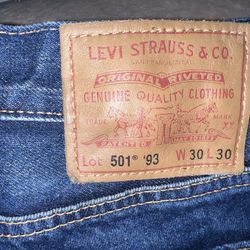 LEVI STRAUSS & CO.
SAN FRANCISCO, CAL.
ORIGINAL RIVETED
GENUINE QUALITY CLOTHING
TRADE MARK
PATENTED
Lot 501® '93 W 30 L 30